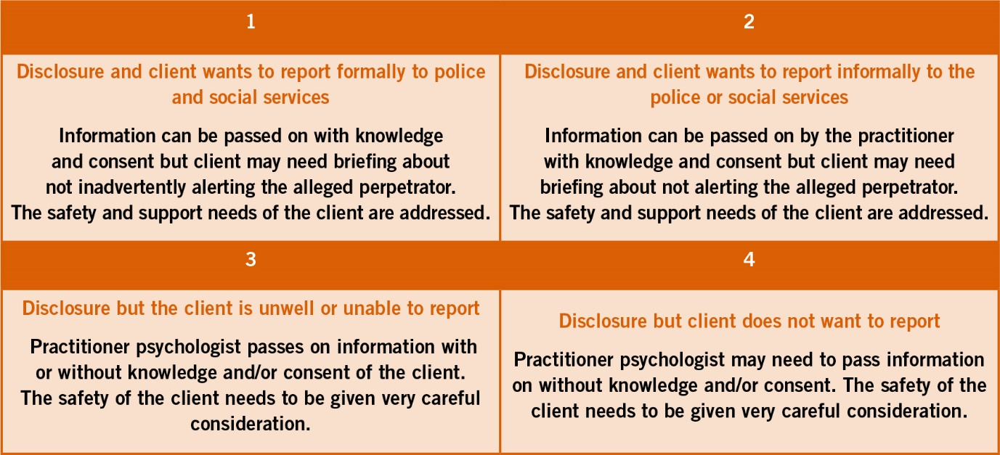 1
Disclosure and client wants to report formally to police
and social services
Information can be passed on with knowledge
and consent but client may need briefing about
not inadvertently alerting the alleged perpetrator.
The safety and support needs of the client are addressed.
2
Disclosure and client wants to report informally to the
police or social services
Information can be passed on by the practitioner
with knowledge and consent but client may need
briefing about not alerting the alleged perpetrator.
The safety and support needs of the client are addressed.
3
Disclosure but the client is unwell or unable to report
Practitioner psychologist passes on information with
or without knowledge and/or consent of the client.
The safety of the client needs to be given very careful
consideration.
4
Disclosure but client does not want to report
Practitioner psychologist may need to pass information
on without knowledge and/or consent. The safety of the
client needs to be given very careful consideration.